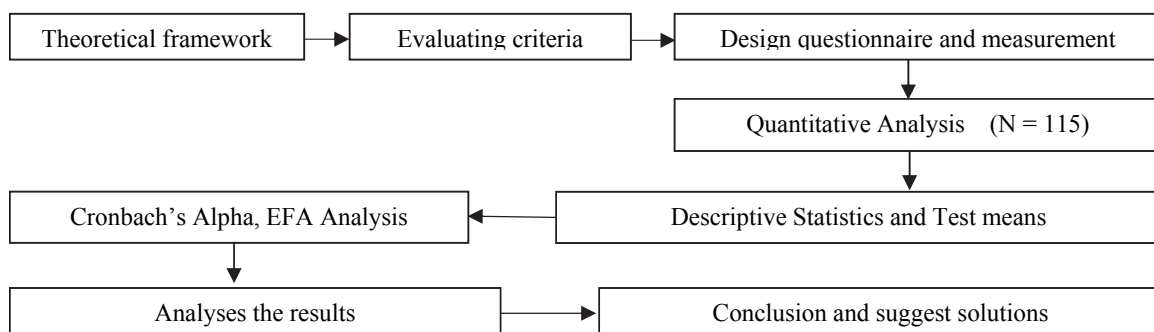 Theoretical framework
Evaluating criteria
Design questionnaire and measurement
Quantitative Analysis (N = 115)
Descriptive Statistics and Test means
Cronbach’s Alpha, EFA Analysis
Analyses the results
Conclusion and suggest solutions